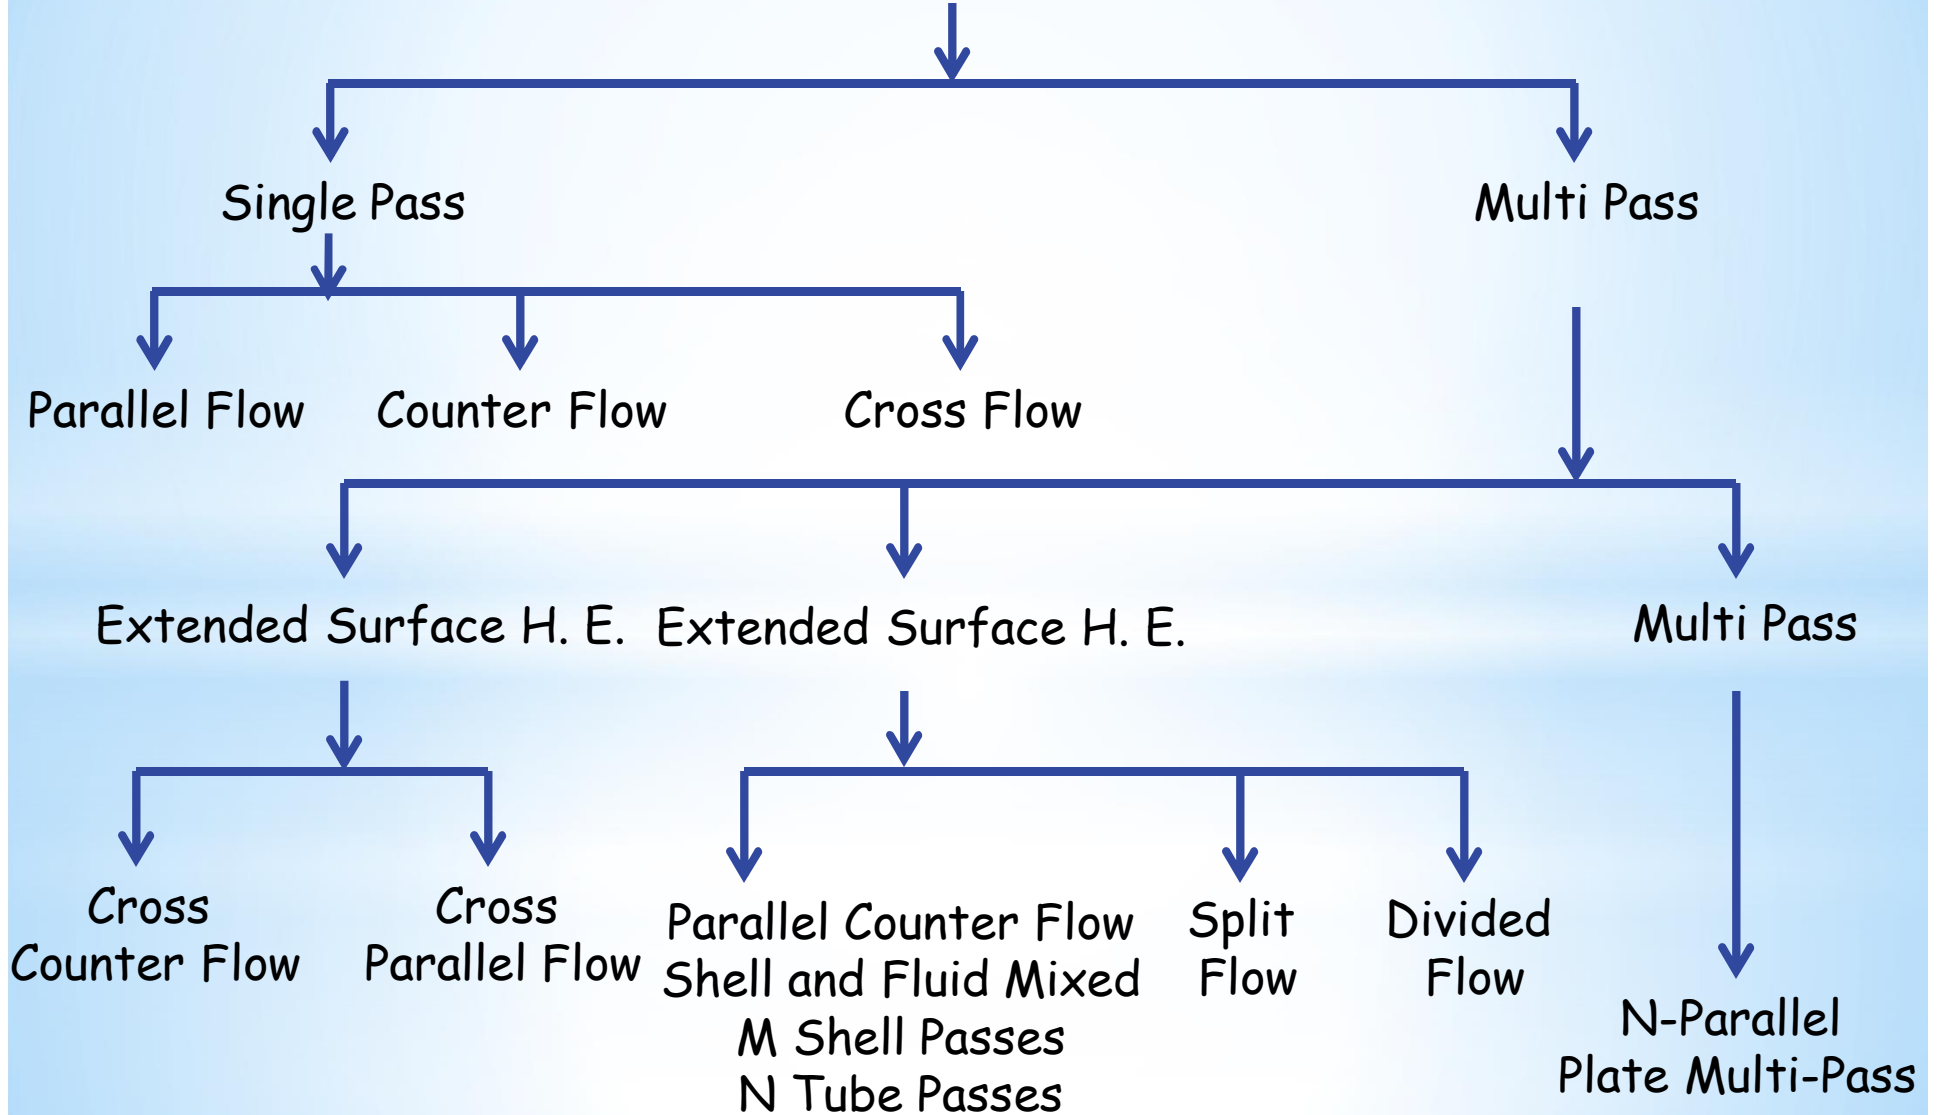 Single Pass
Multi Pass
Parallel Flow
Counter Flow
Cross Flow
Extended Surface H. E.
Extended Surface H. E.
Multi Pass
Cross
Counter Flow
Cross
Parallel Flow
Parallel Counter Flow
Shell and Fluid Mixed
M Shell Passes
N Tube Passes
Split
Flow
Divided
Flow
N-Parallel
Plate Multi-Pass